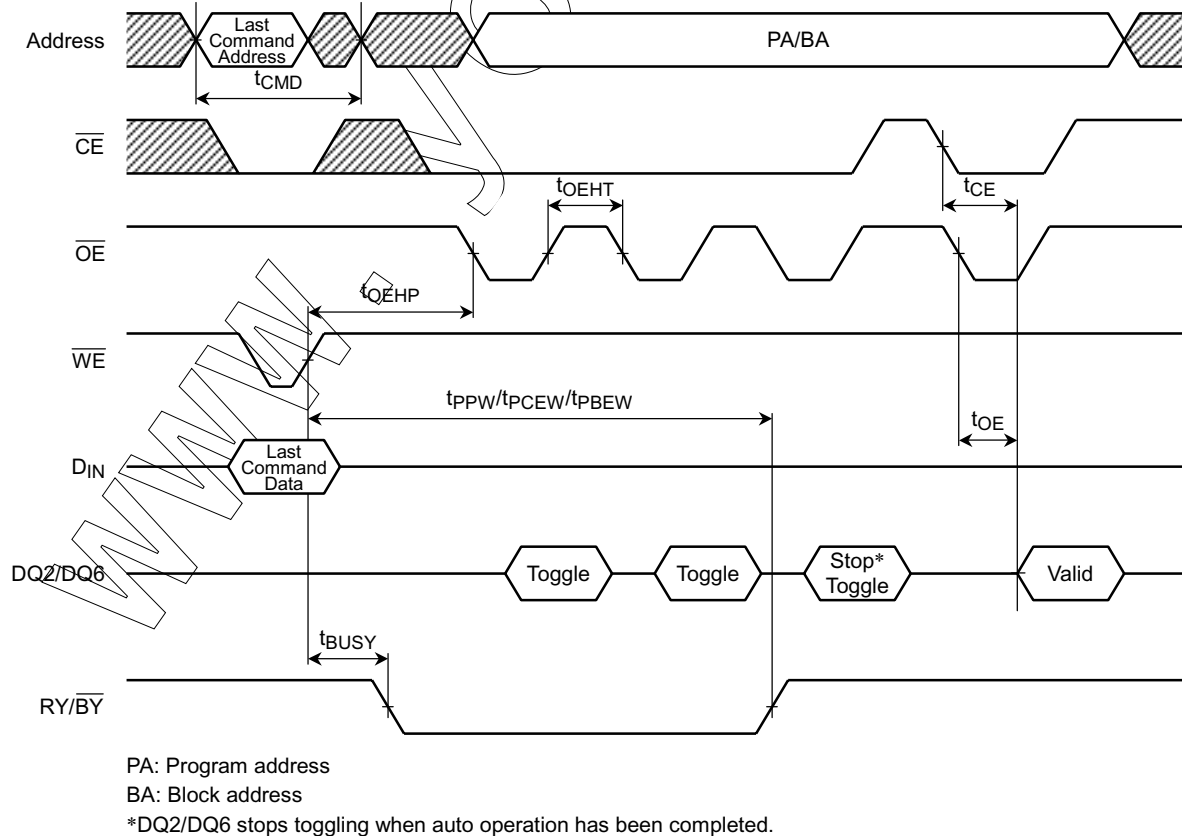 Address
Last
Command
Address
PA/BA
tCMD
CE
tOEHT
tCE
OE
tOEHP
WE
tPPW/tPCEW/tPBEW
tOE
DIN
Last
Command
Data
DQ2/DQ6
Toggle
Toggle
Stop*
Toggle
Valid
tBUSY
RY/BY
PA: Program address
BA: Block address
*DQ2/DQ6 stops toggling when auto operation has been completed.